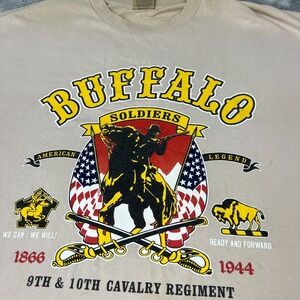 BUFFALO
SOLDIERS
AMERICAN LEGEND
WE CAN : WE WILL!
READY AND FORWARD
1866 1944
9TH & 10TH CAVALRY REGIMENT